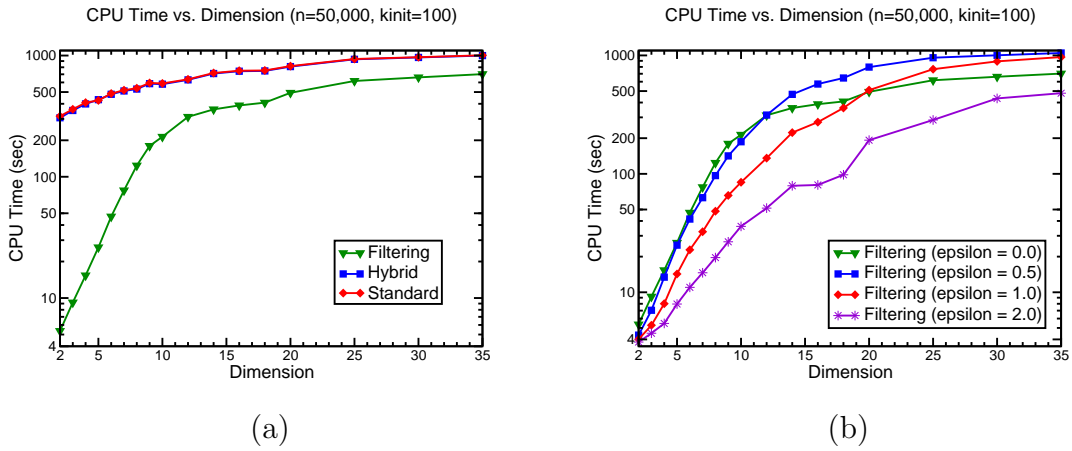 CPU Time vs. Dimension (n=50,000, kinit=100)
1000
500
200
100
50
10
4
CPU Time (sec)
2
5
10
15
20
25
30
35
Dimension
Filtering
Hybrid
Standard
(a)
CPU Time vs. Dimension (n=50,000, kinit=100)
1000
500
200
100
50
10
4
CPU Time (sec)
2
5
10
15
20
25
30
35
Dimension
Filtering (epsilon = 0.0)
Filtering (epsilon = 0.5)
Filtering (epsilon = 1.0)
Filtering (epsilon = 2.0)
(b)